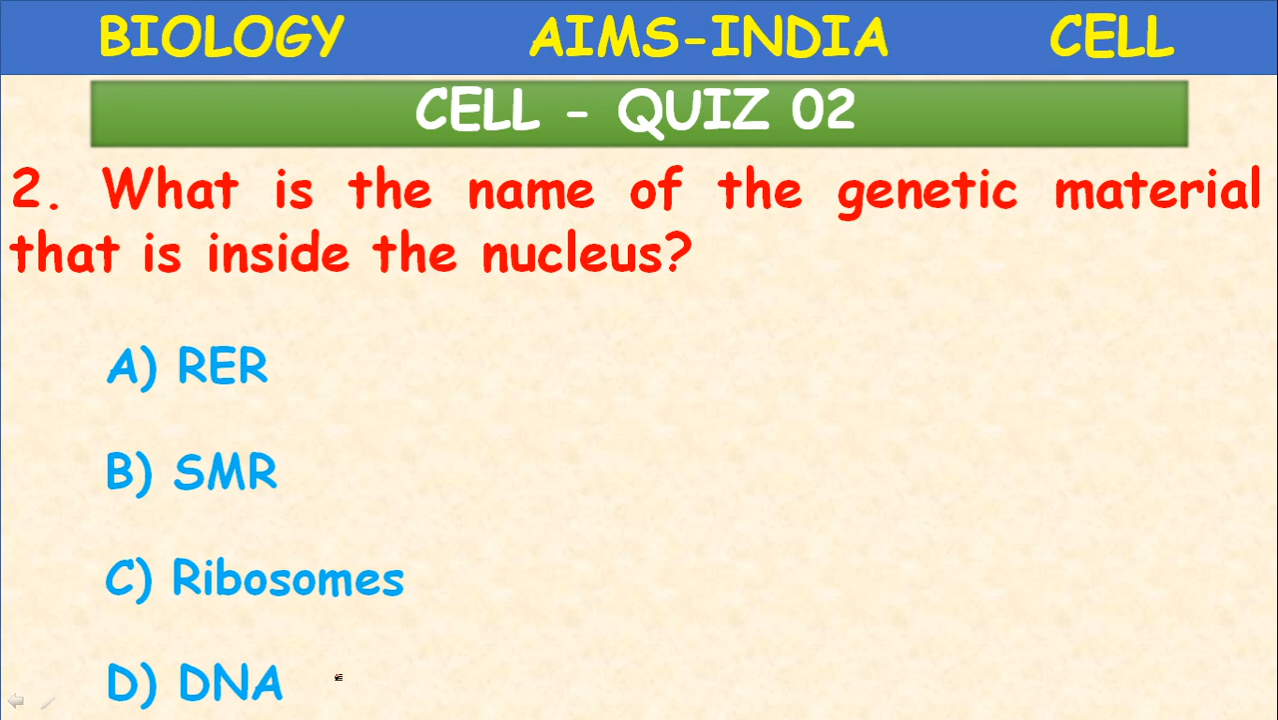 BIOLOGY AIMS-INDIA CELL
CELL - QUIZ 02
2. What is the name of the genetic material
that is inside the nucleus?
A) RER
B) SMR
C) Ribosomes
D) DNA